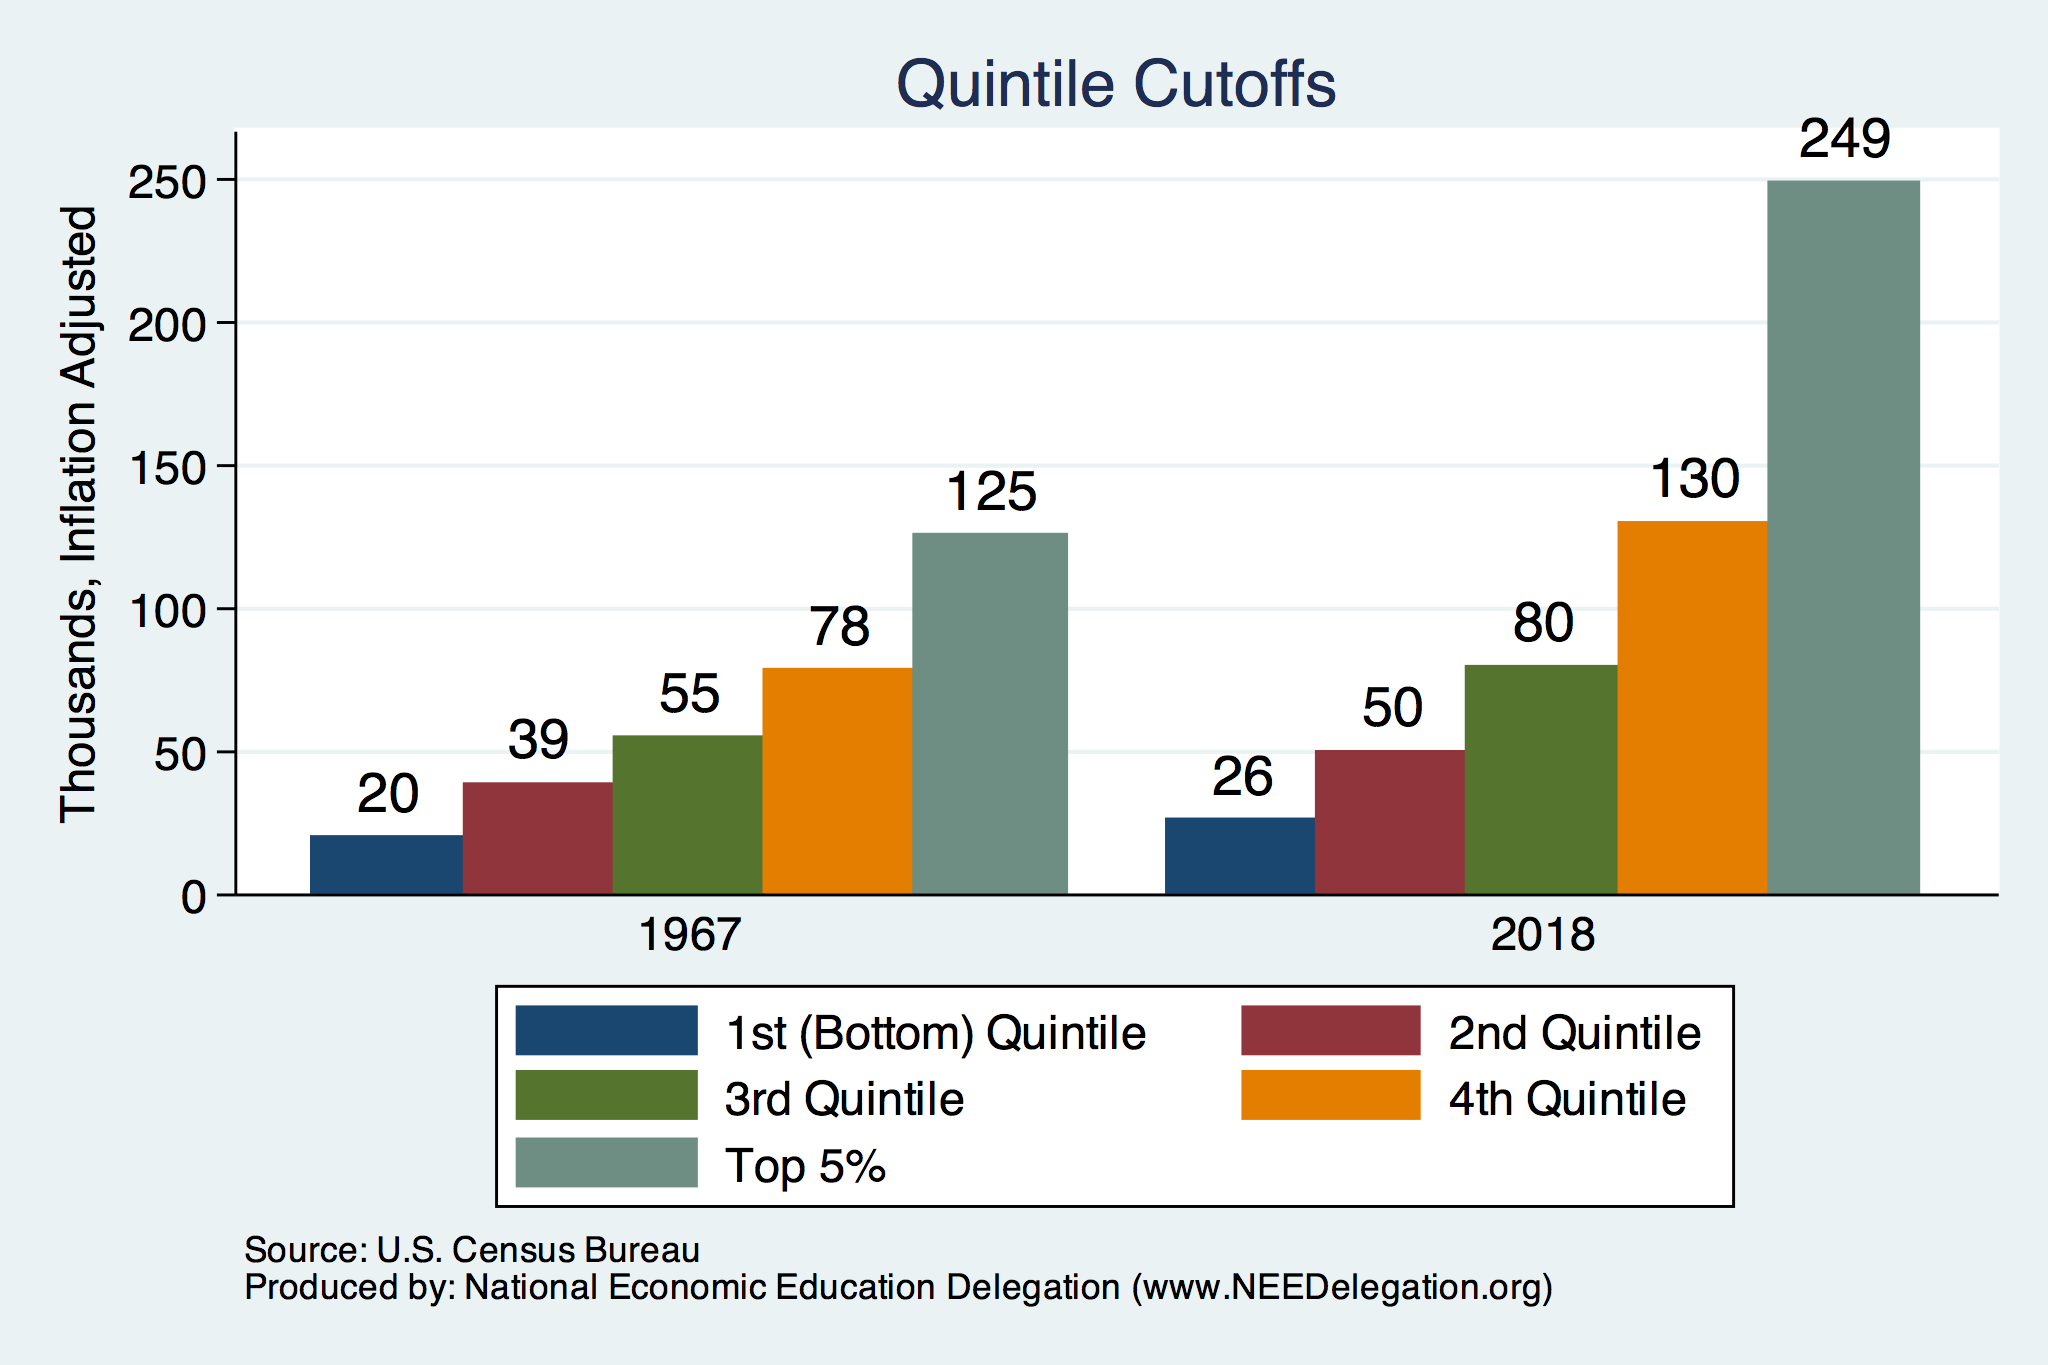 Quintile Cutoffs
Thousands, Inflation Adjusted
250
200
150
100
50
0
20
39
55
78
125
26
50
80
130
249
1967
2018
1st (Bottom) Quintile
2nd Quintile
3rd Quintile
4th Quintile
Top 5%
Source: U.S. Census Bureau
Produced by: National Economic Education Delegation (www.NEEDelegation.org)